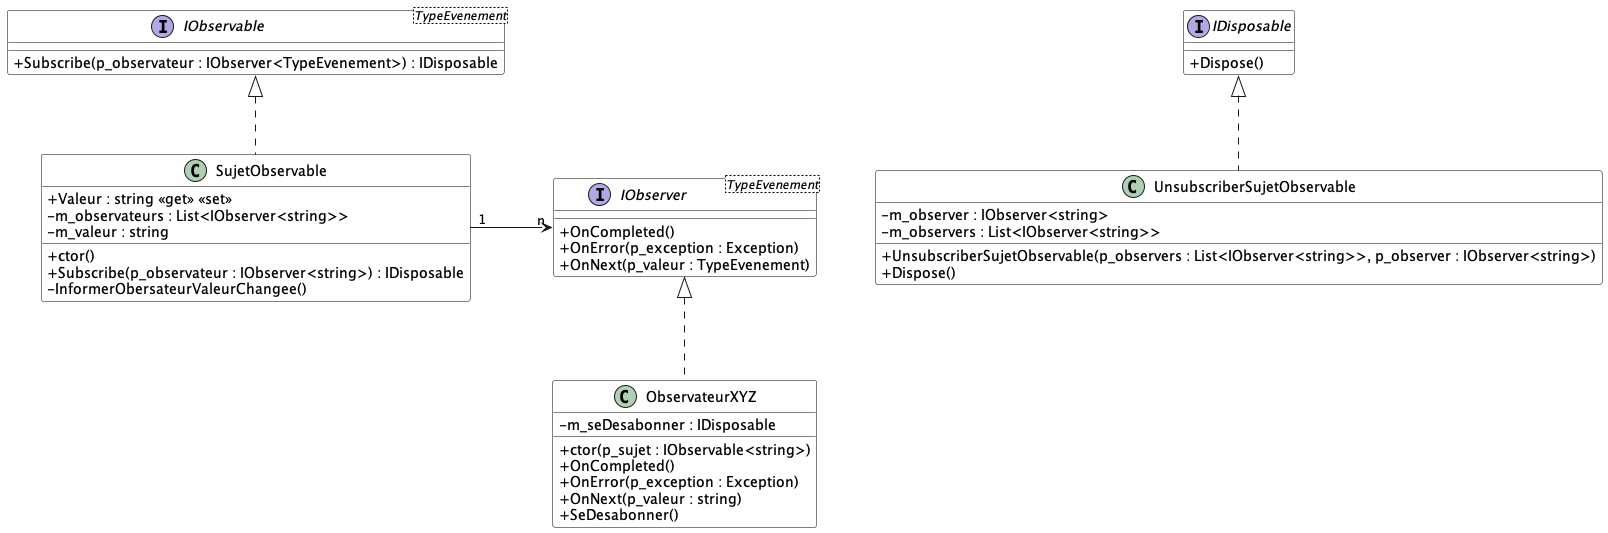 TypeEvenement
I IObservable
+Subscribe(p_observateur : IObserver<TypeEvenement>) : IDisposable
I IDisposable
+Dispose()
C SujetObservable
+Valeur : string «get» «set»
-m_observateurs : List<IObserver<string>>
-m_valeur : string
+ctor()
+Subscribe(p_observateur : IObserver<string>) : IDisposable
-InformerObersateurValeurChangee()
1 n
TypeEvenement
I IObserver
+OnCompleted()
+OnError(p_exception : Exception)
+OnNext(p_valeur : TypeEvenement)
C UnsubscriberSujetObservable
-m_observer : IObserver<string>
-m_observers : List<IObserver<string>>
+UnsubscriberSujetObservable(p_observers : List<IObserver<string>>, p_observer : IObserver<string>)
+Dispose()
C ObservateurXYZ
-m_seDesabonner : IDisposable
+ctor(p_sujet : IObservable<string>)
+OnCompleted()
+OnError(p_exception : Exception)
+OnNext(p_valeur : string)
+SeDesabonner()